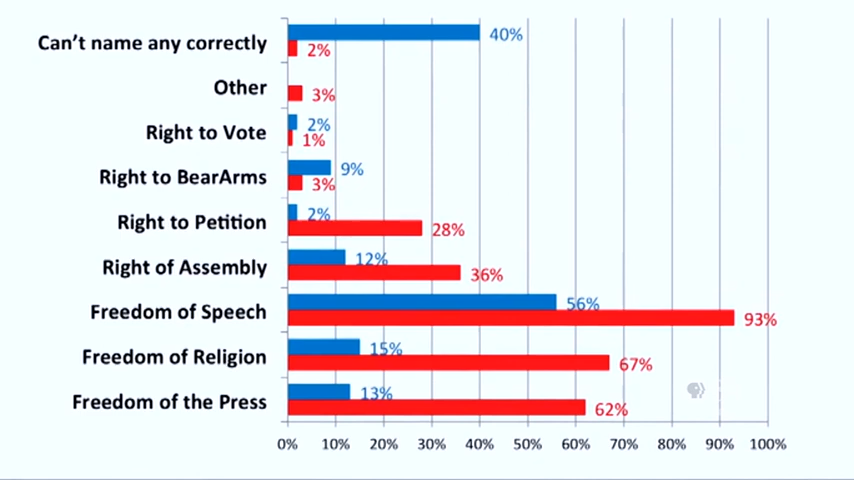 Can't name any correctly
40%
2%
Other
3%
Right to Vote
2%
1%
Right to BearArms
9%
3%
Right to Petition
2%
28%
Right of Assembly
12%
36%
Freedom of Speech
56%
93%
Freedom of Religion
15%
67%
Freedom of the Press
13%
62%
0% 10% 20% 30% 40% 50% 60% 70% 80% 90% 100%